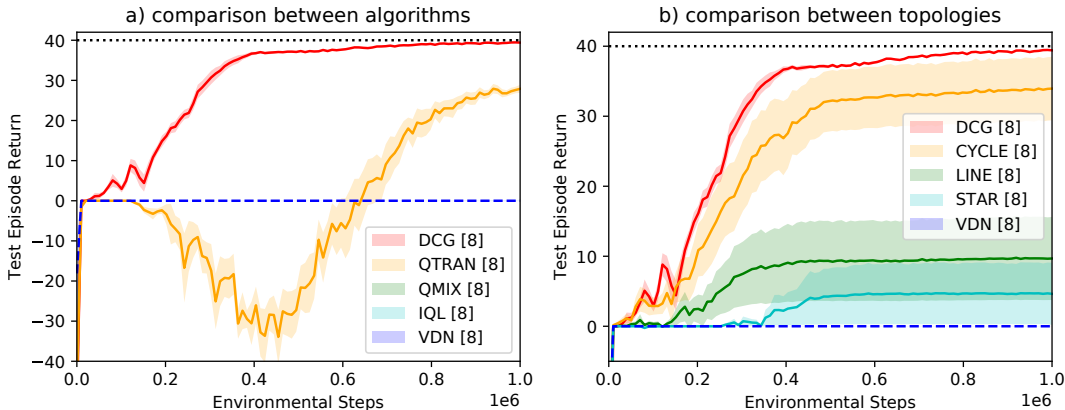 a) comparison between algorithms
Test Episode Return
40
30
20
10
0
−10
−20
−30
−40
DCG [8]
QTRAN [8]
QMIX [8]
IQL [8]
VDN [8]
0.0
0.2
0.4
0.6
0.8
1.0
Environmental Steps
1e6
b) comparison between topologies
Test Episode Return
40
30
20
10
0
DCG [8]
CYCLE [8]
LINE [8]
STAR [8]
VDN [8]
0.0
0.2
0.4
0.6
0.8
1.0
Environmental Steps
1e6